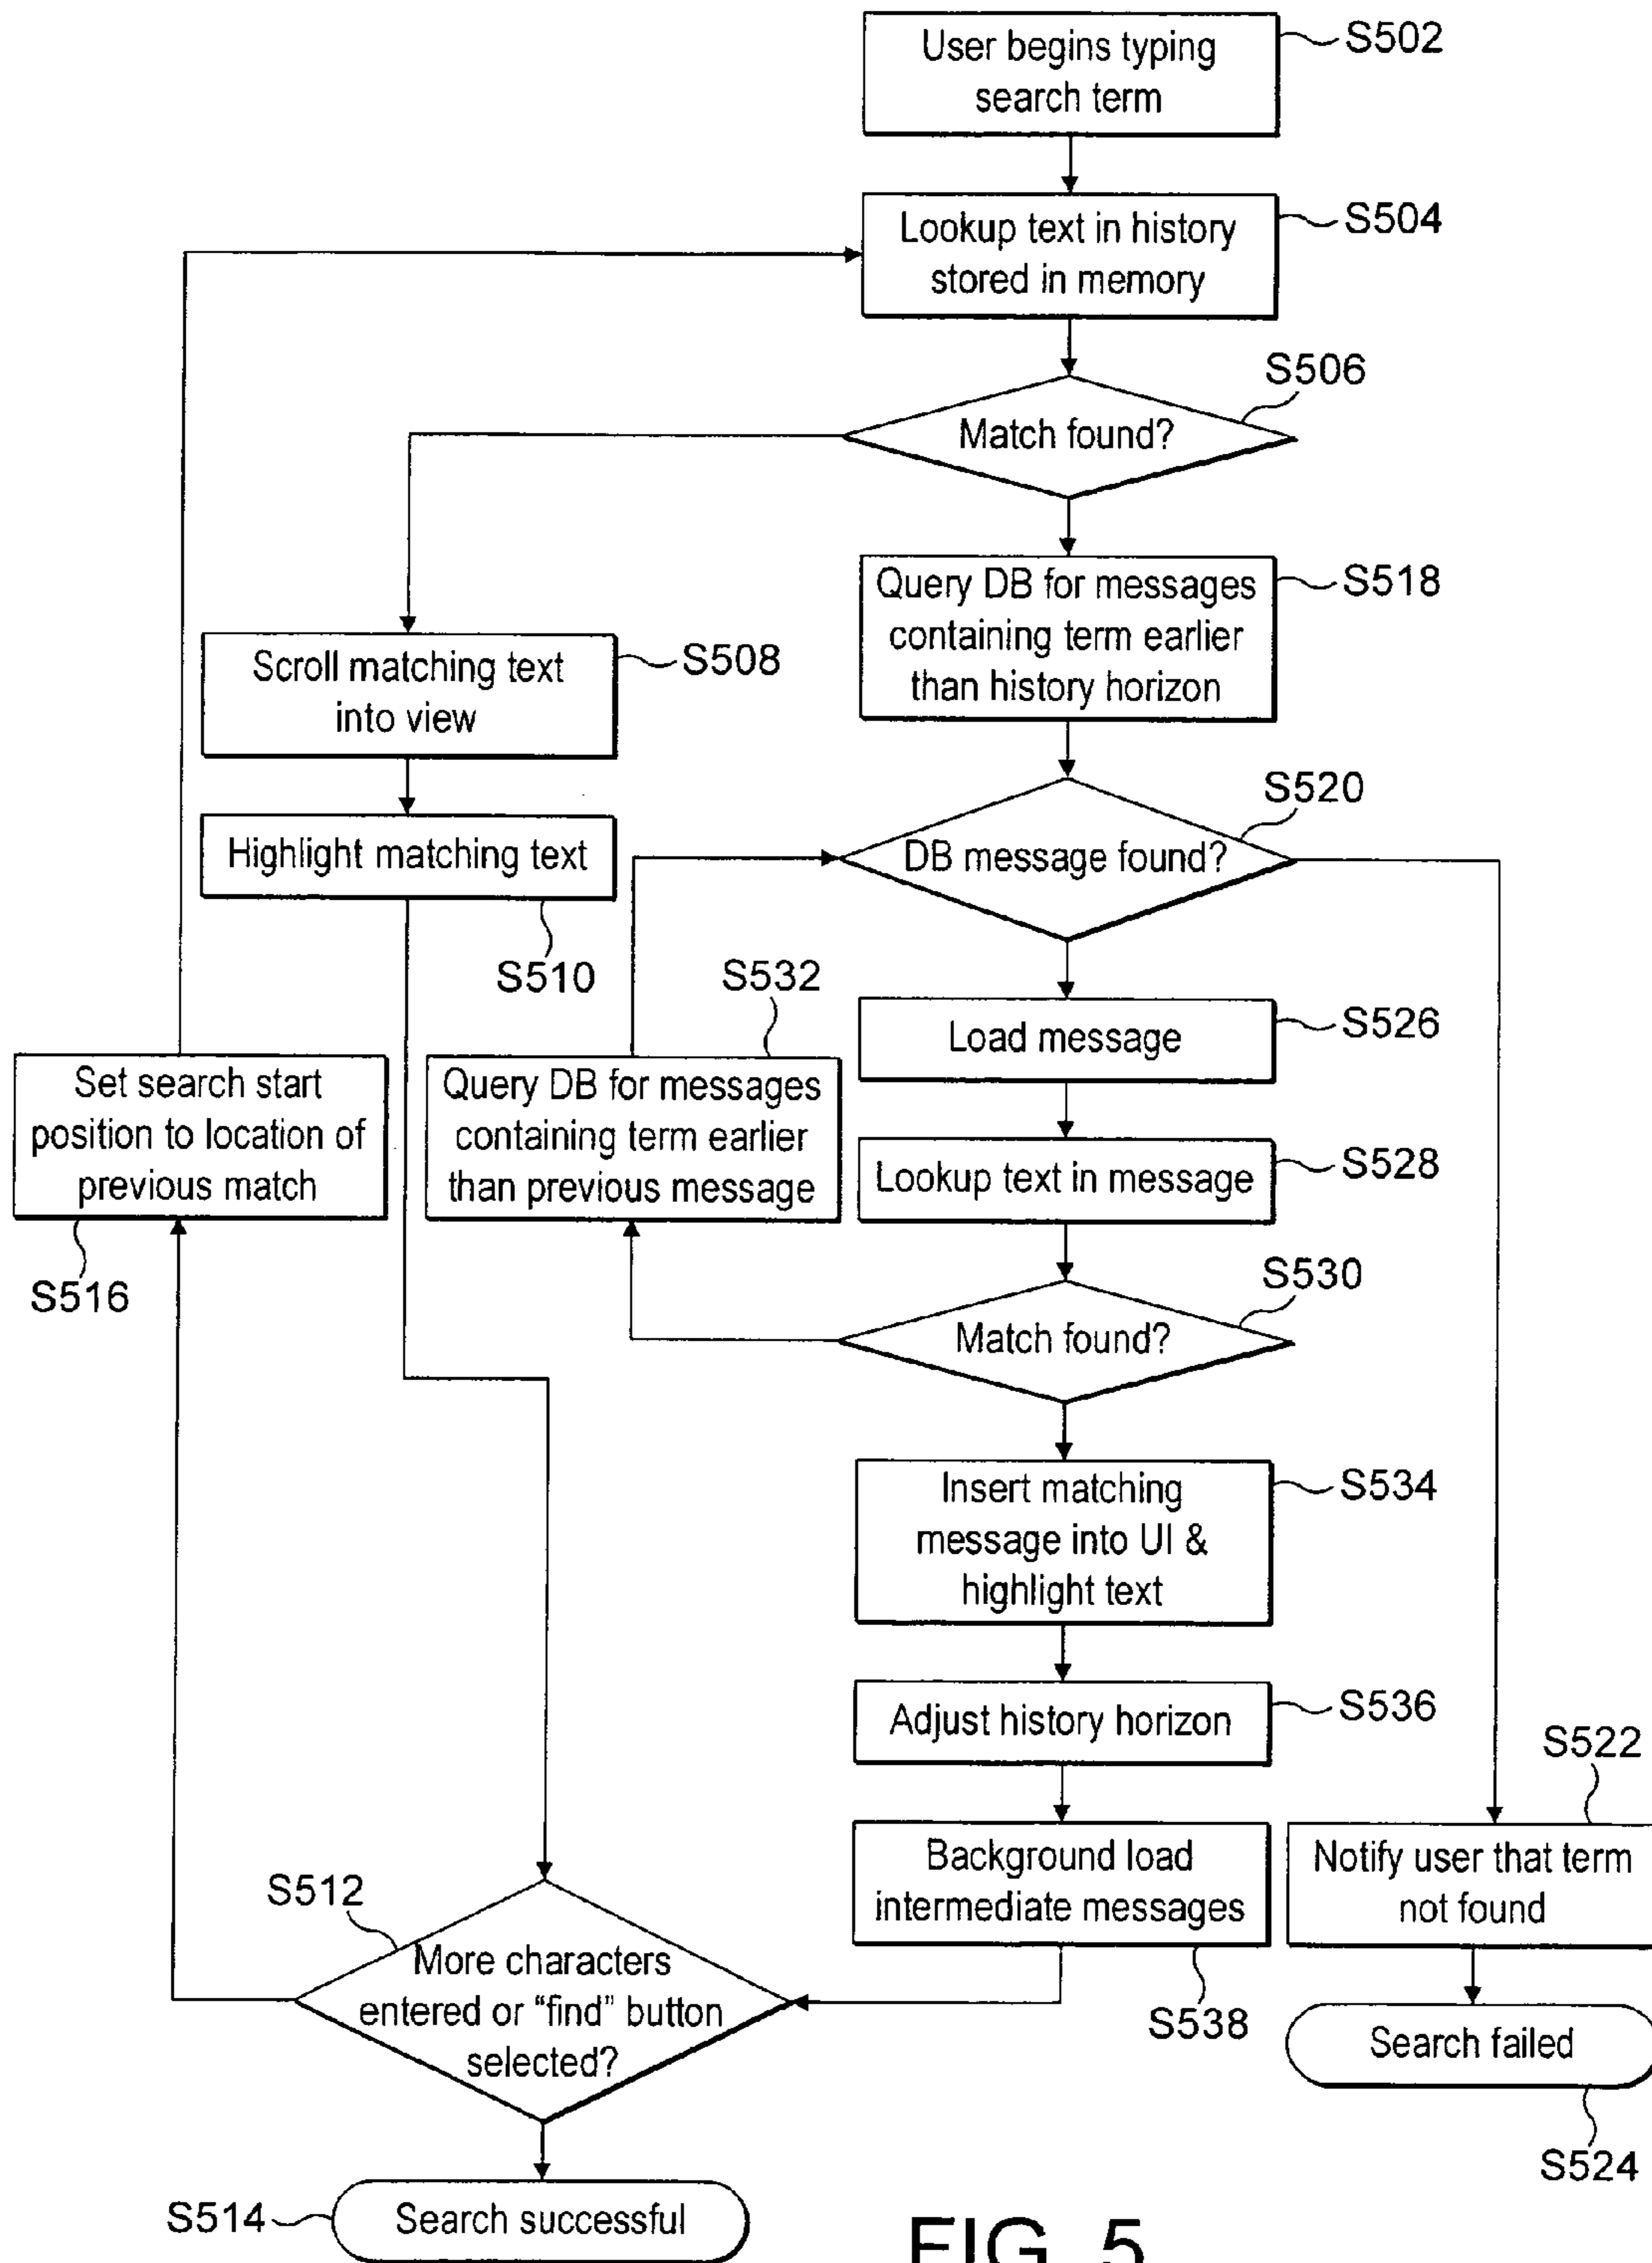 User begins typing
search term
S502
Lookup text in history
stored in memory
S504
Match found?
S506
Query DB for messages
containing term earlier
than history horizon
S518
Scroll matching text
into view
S508
Highlight matching text
S510
DB message found?
S520
Load message
S526
S532
Query DB for messages
containing term earlier
than previous message
Set search start
position to location of
previous match
S516
Lookup text in message
S528
Match found?
S530
Insert matching
message into UI &
highlight text
S534
Adjust history horizon
S536
Background load
intermediate messages
S538
S522
Notify user that term
not found
S512
More characters
entered or “find” button
selected?
Search failed
S524
S514
Search successful
FIG. 5